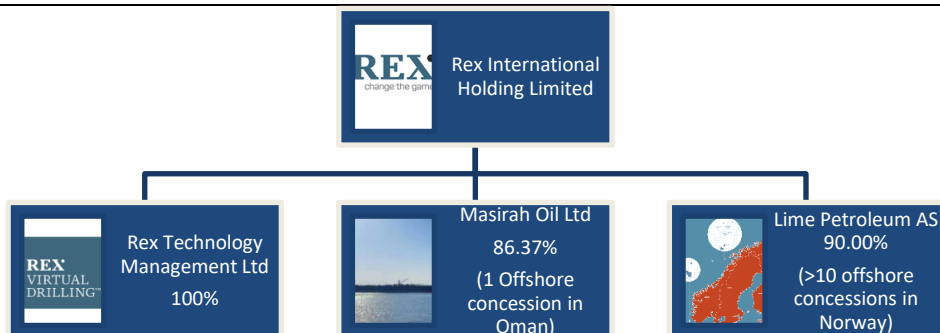 REX
change the game
Rex International
Holding Limited
REX
VIRTUAL
DRILLING™
Rex Technology
Management Ltd
100%
Masirah Oil Ltd
86.37%
(1 Offshore
concession in
Oman)
Lime Petroleum AS
90.00%
(>10 offshore
concessions in
Norway)